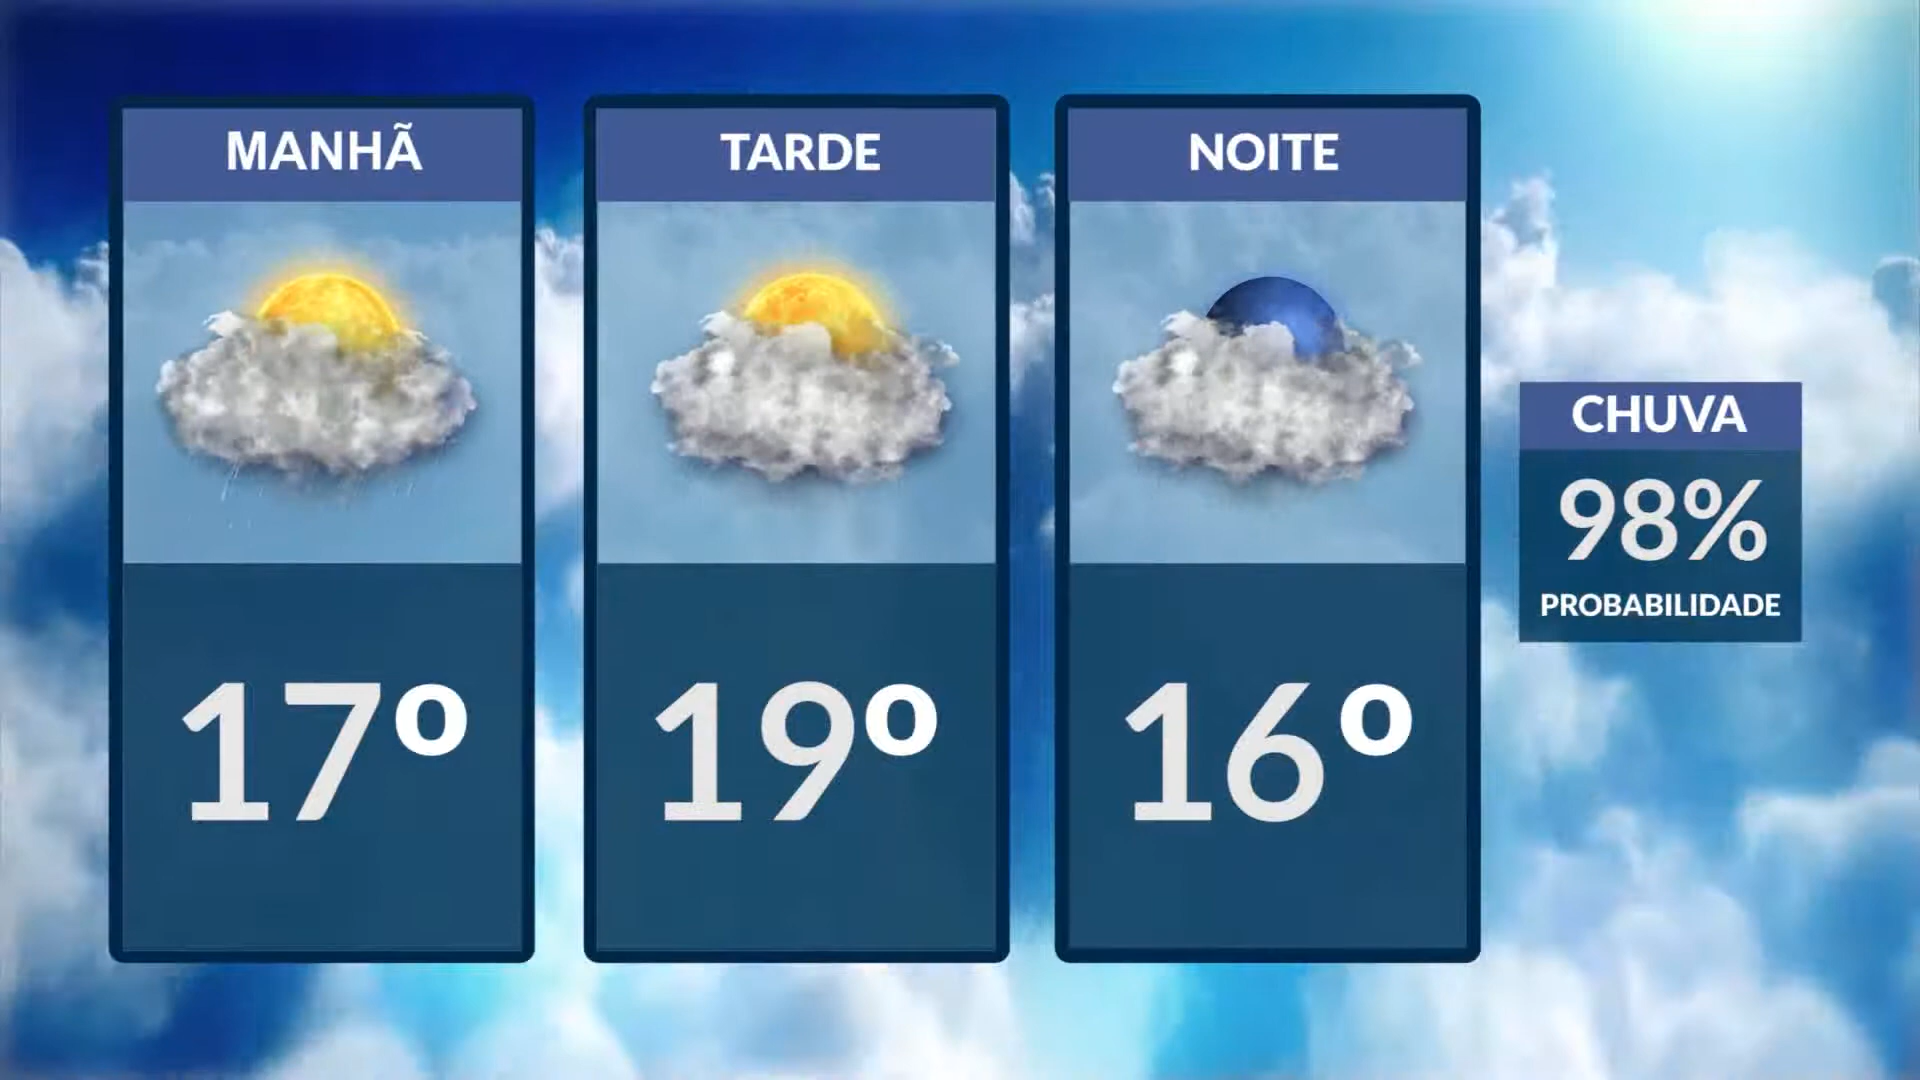 MANHÃ
17º
TARDE
19º
NOITE
16º
CHUVA
98%
PROBABILIDADE